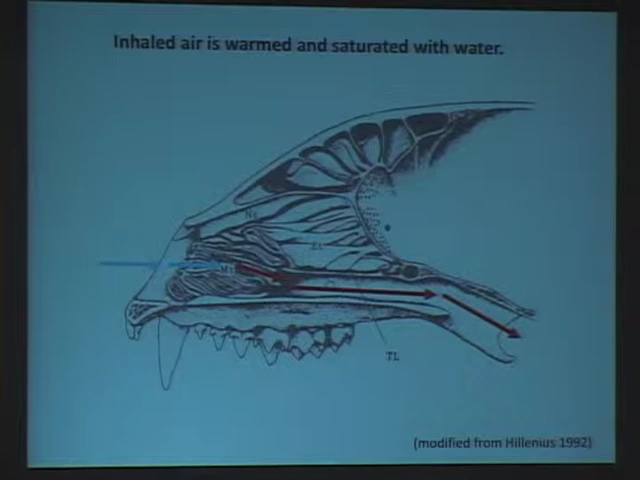 Inhaled air is warmed and saturated with water.
TL
(modified from Hillenius 1992)